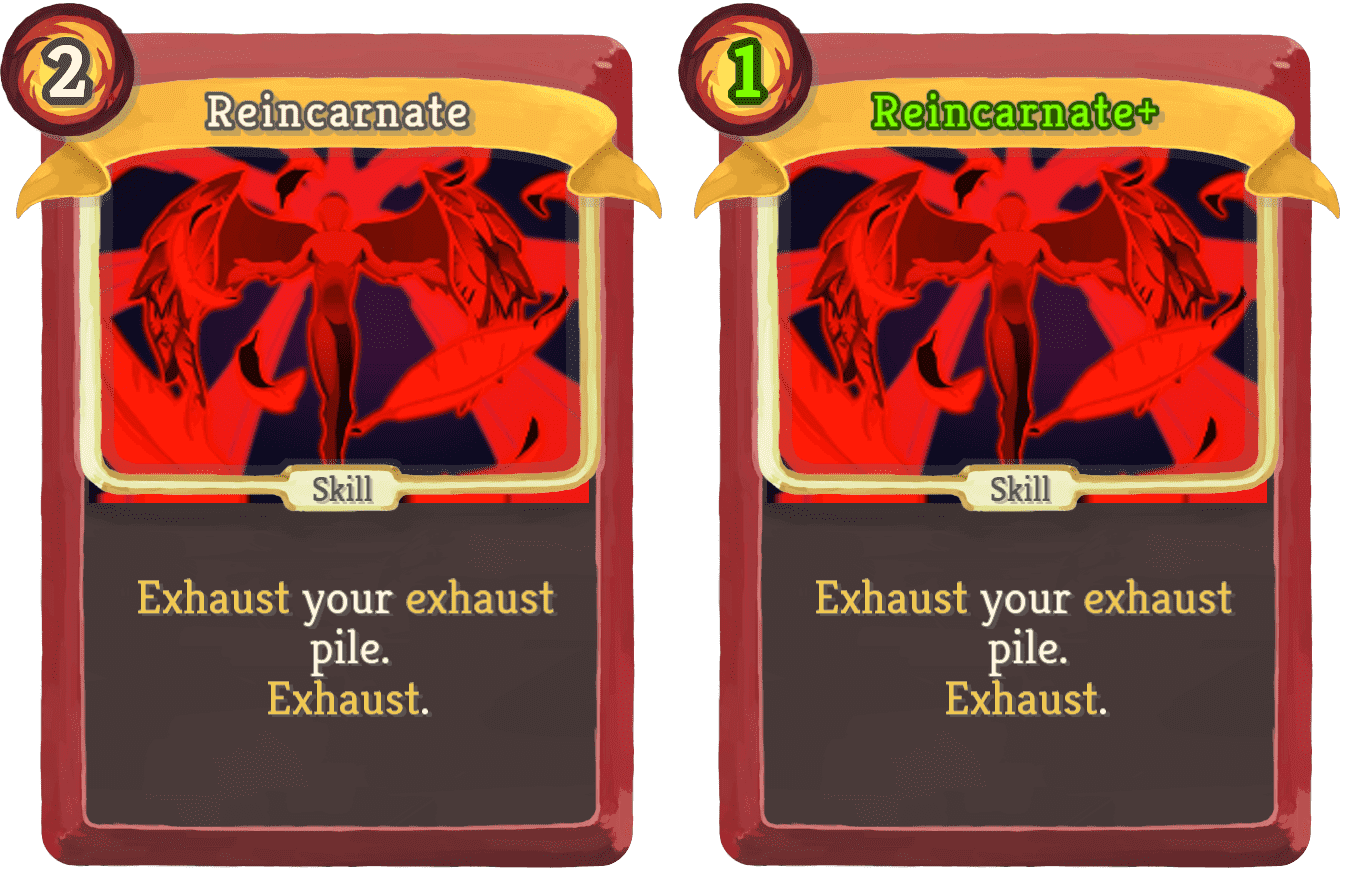 2
Reincarnate
Skill
Exhaust your exhaust
pile.
Exhaust.
1
Reincarnate+
Skill
Exhaust your exhaust
pile.
Exhaust.